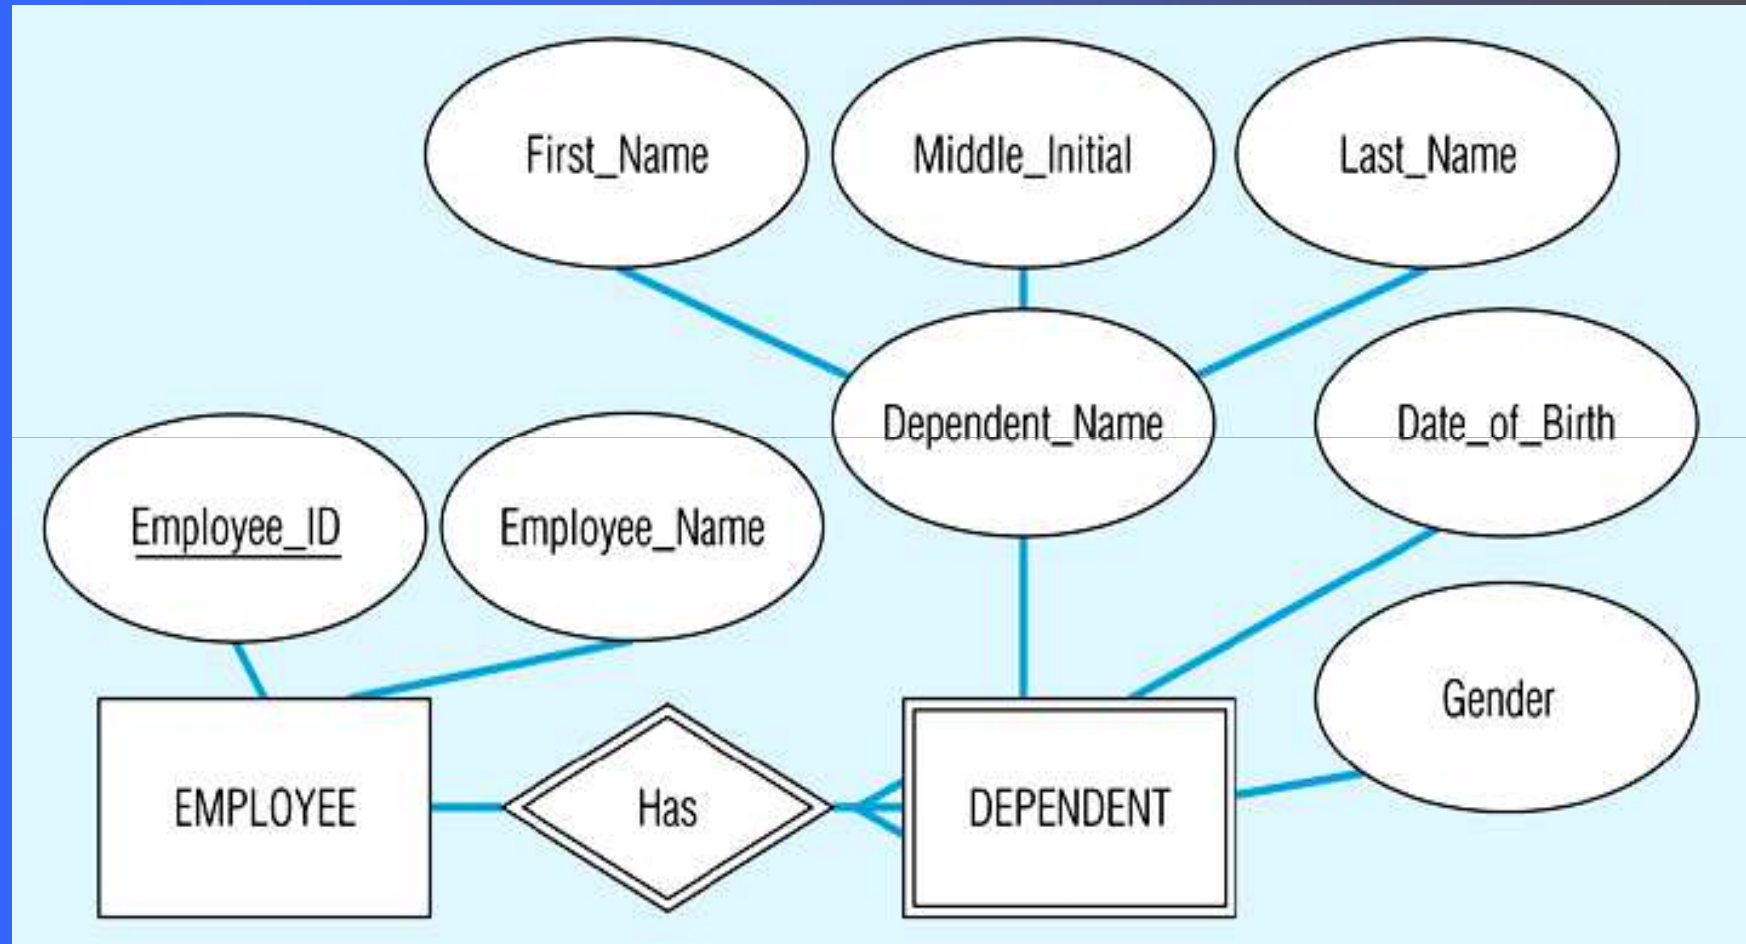 First_Name
Middle_Initial
Last_Name
Dependent_Name
Date_of_Birth
Employee_ID
Employee_Name
Gender
EMPLOYEE
Has
DEPENDENT